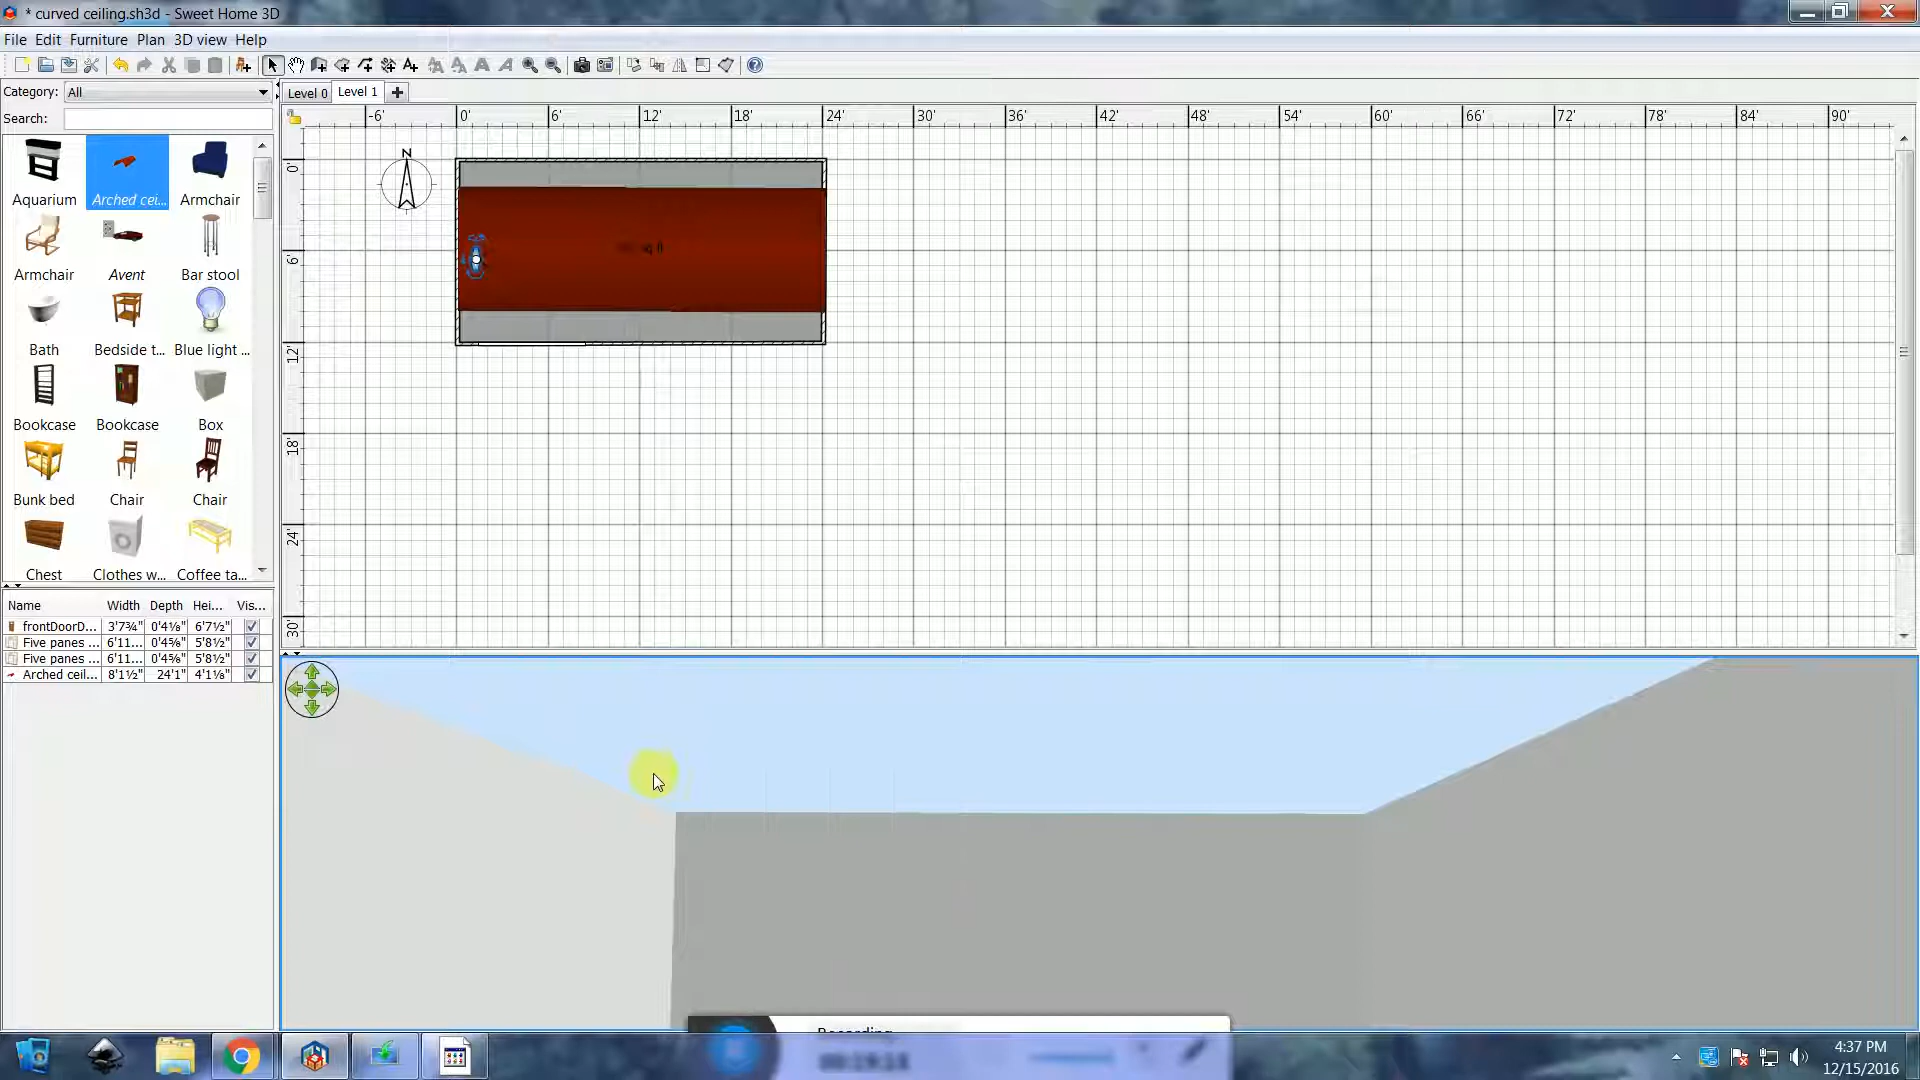 * curved ceiling.sh3d - Sweet Home 3D
File Edit Furniture Plan 3D view Help
Category: All
Search:
Level 0 Level 1
-6' 0' 6' 12' 18' 24' 30' 36' 42' 48' 54' 60' 66' 72' 78' 84' 90'
0'
6'
12'
18'
24'
30'
N
sq ft
Aquarium Arched cei... Armchair
Armchair Avent Bar stool
Bath Bedside t... Blue light ...
Bookcase Bookcase Box
Bunk bed Chair Chair
Chest Clothes w... Coffee ta...
Name Width Depth Hei... Vis...
frontDoorD... 3'7¾" 0'4⅛" 6'7½"
Five panes ... 6'11... 0'4⅝" 5'8½"
Five panes ... 6'11... 0'4⅝" 5'8½"
Arched ceil... 8'1½" 24'1" 4'1⅛"
Recording
4:37 PM
12/15/2016